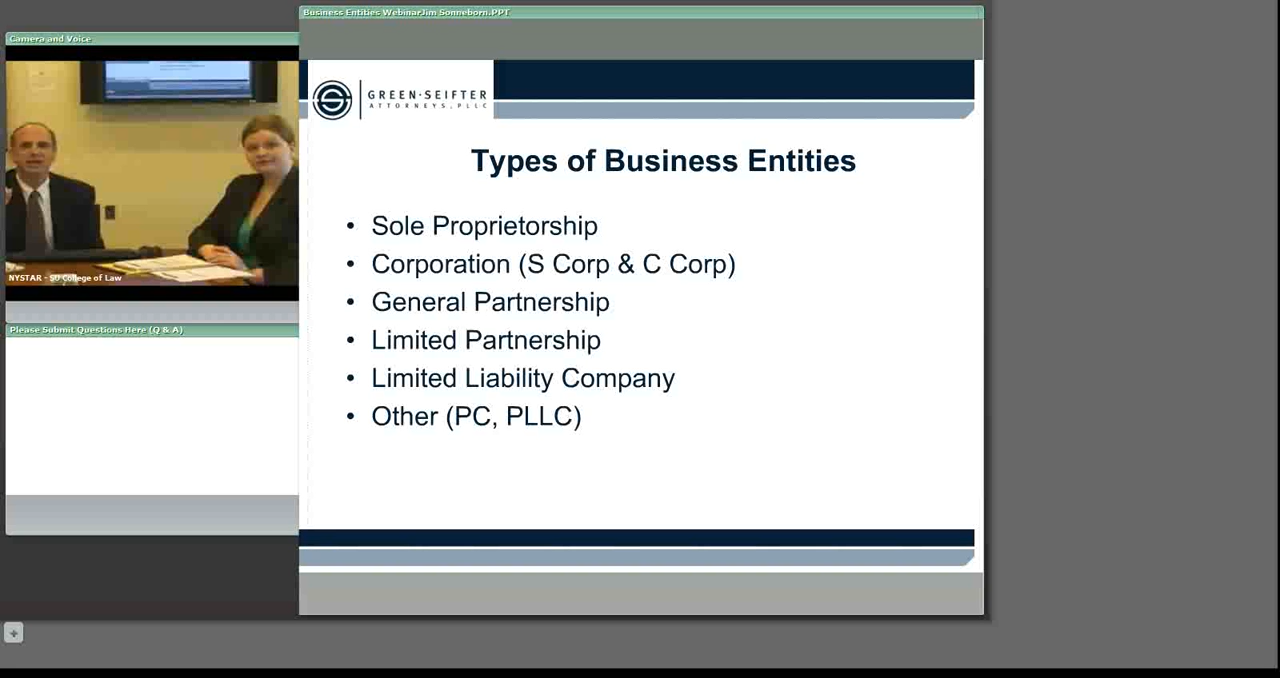 Business Entities WebinarJim Sonneborn.PPT
Camera and Voice
NYSTAR - SU College of Law
Please Submit Questions Here (Q & A)
GREEN·SEIFTER
ATTORNEYS, PLLC
Types of Business Entities
• Sole Proprietorship
• Corporation (S Corp & C Corp)
• General Partnership
• Limited Partnership
• Limited Liability Company
• Other (PC, PLLC)